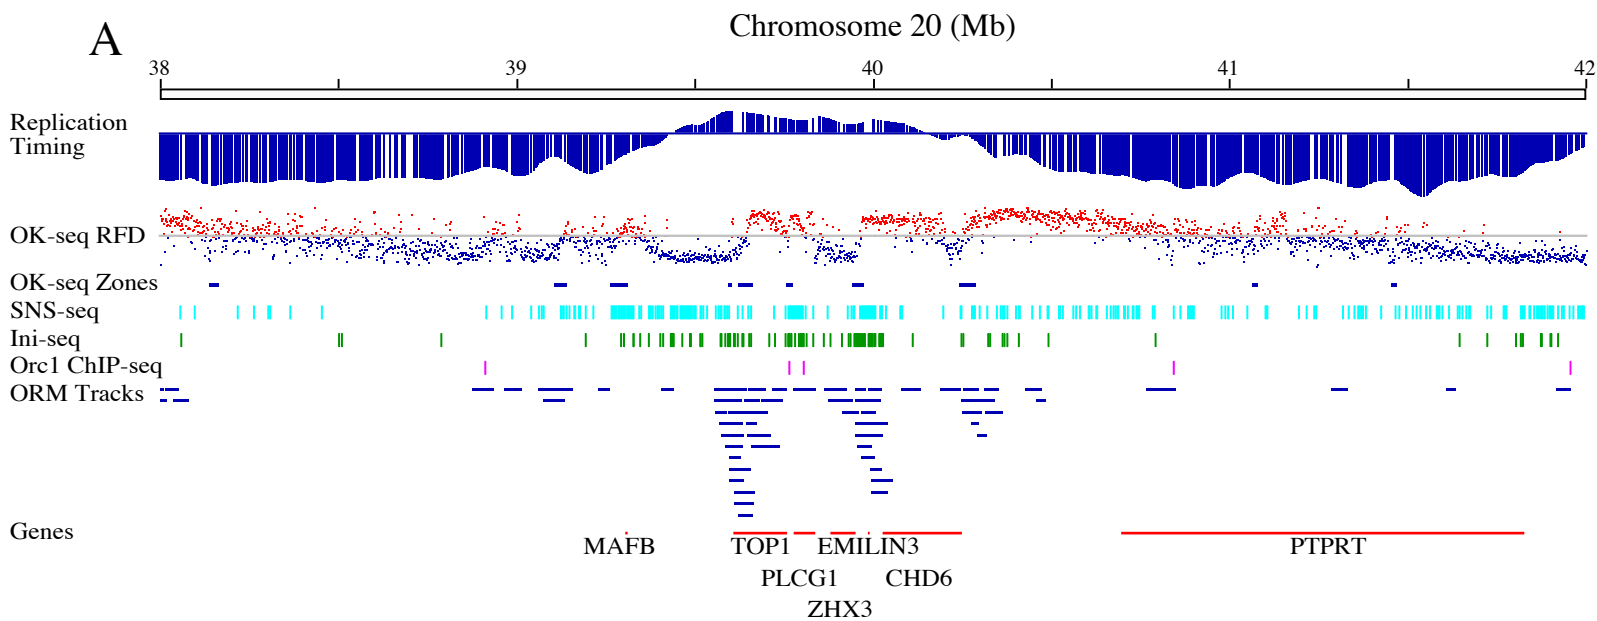 A
Chromosome 20 (Mb)
38 39 40 41 42
Replication
Timing
OK-seq RFD
OK-seq Zones
SNS-seq
Ini-seq
Orc1 ChIP-seq
ORM Tracks
Genes
MAFB TOP1 EMILIN3 PTPRT
PLCG1 CHD6
ZHX3